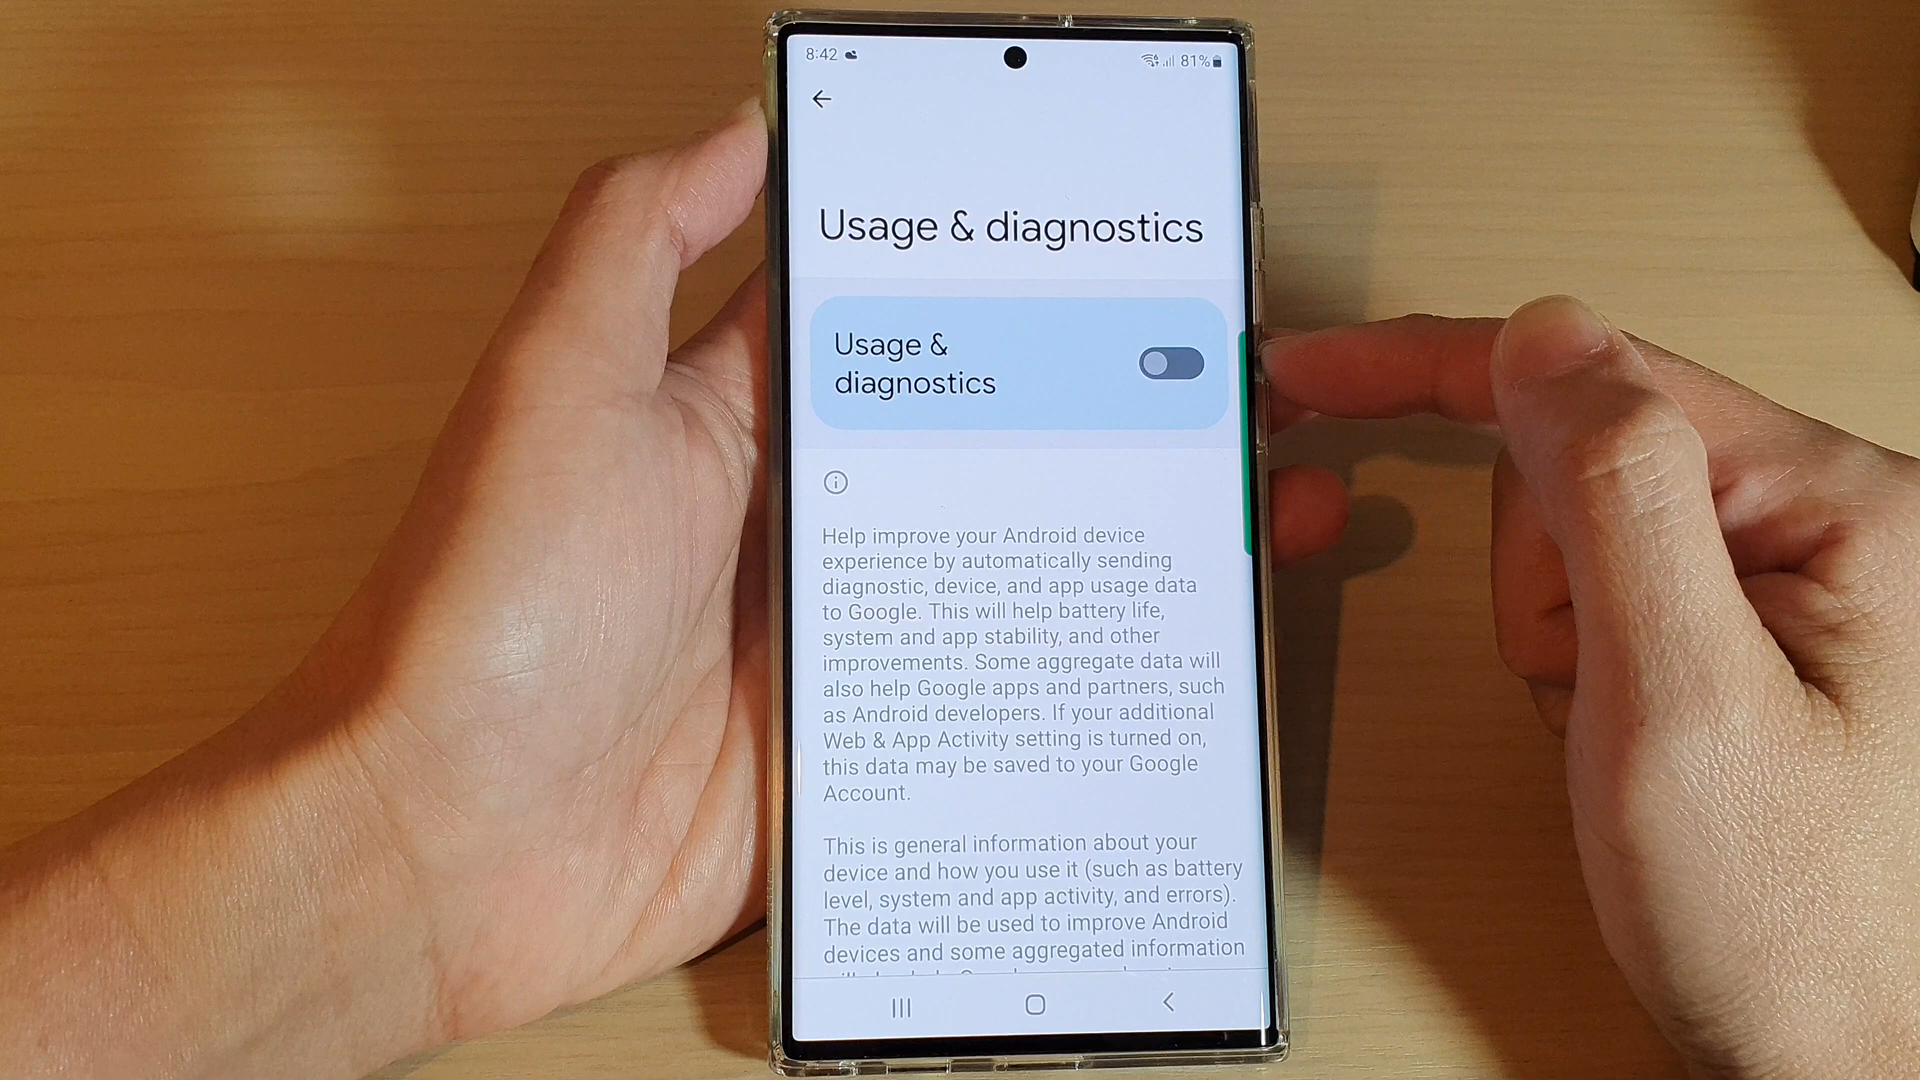 8:42
81%
Usage & diagnostics
Usage &
diagnostics
Help improve your Android device
experience by automatically sending
diagnostic, device, and app usage data
to Google. This will help battery life,
system and app stability, and other
improvements. Some aggregate data will
also help Google apps and partners, such
as Android developers. If your additional
Web & App Activity setting is turned on,
this data may be saved to your Google
Account.
This is general information about your
device and how you use it (such as battery
level, system and app activity, and errors).
The data will be used to improve Android
devices and some aggregated information